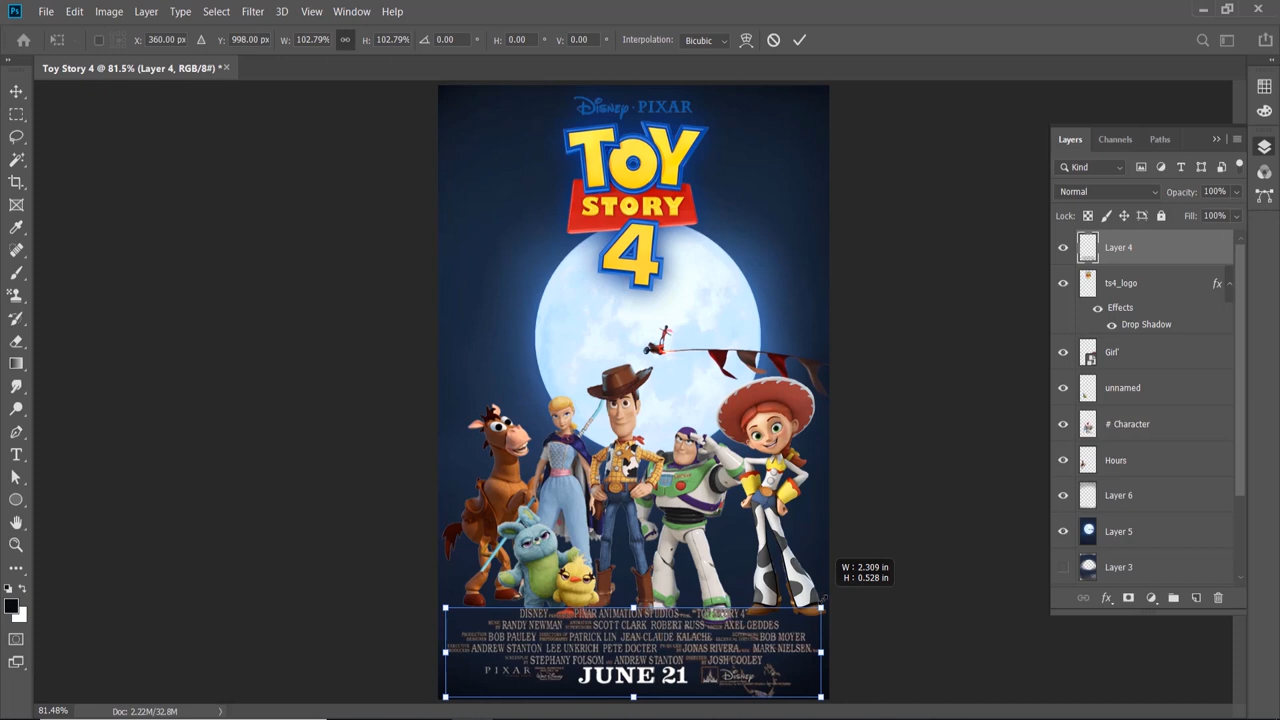 Ps File Edit Image Layer Type Select Filter 3D View Window Help
X: 360.00 px Y: 998.00 px W: 102.79% H: 102.79% 0.00 ° H: 0.00 ° V: 0.00 ° Interpolation: Bicubic
Toy Story 4 @ 81.5% (Layer 4, RGB/8#) *
DISNEY · PIXAR
TOY
STORY
4
DISNEY PIXAR ANIMATION STUDIOS "TOY STORY 4"
RANDY NEWMAN SCOTT CLARK ROBERT RUSS AXEL GEDDES
BOB PAULEY PATRICK LIN JEAN-CLAUDE KALACHE BOB MOYER
ANDREW STANTON LEE UNKRICH PETE DOCTER JONAS RIVERA MARK NIELSEN
STEPHANY FOLSOM AND ANDREW STANTON JOSH COOLEY
PIXAR JUNE 21 Disney
W: 2.309 in
H: 0.528 in
Layers Channels Paths
Kind
Normal Opacity: 100%
Lock: Fill: 100%
Layer 4
ts4_logo fx
Effects
Drop Shadow
Girl
unnamed
# Character
Hours
Layer 6
Layer 5
Layer 3
fx
81.48% Doc: 2.22M/32.8M